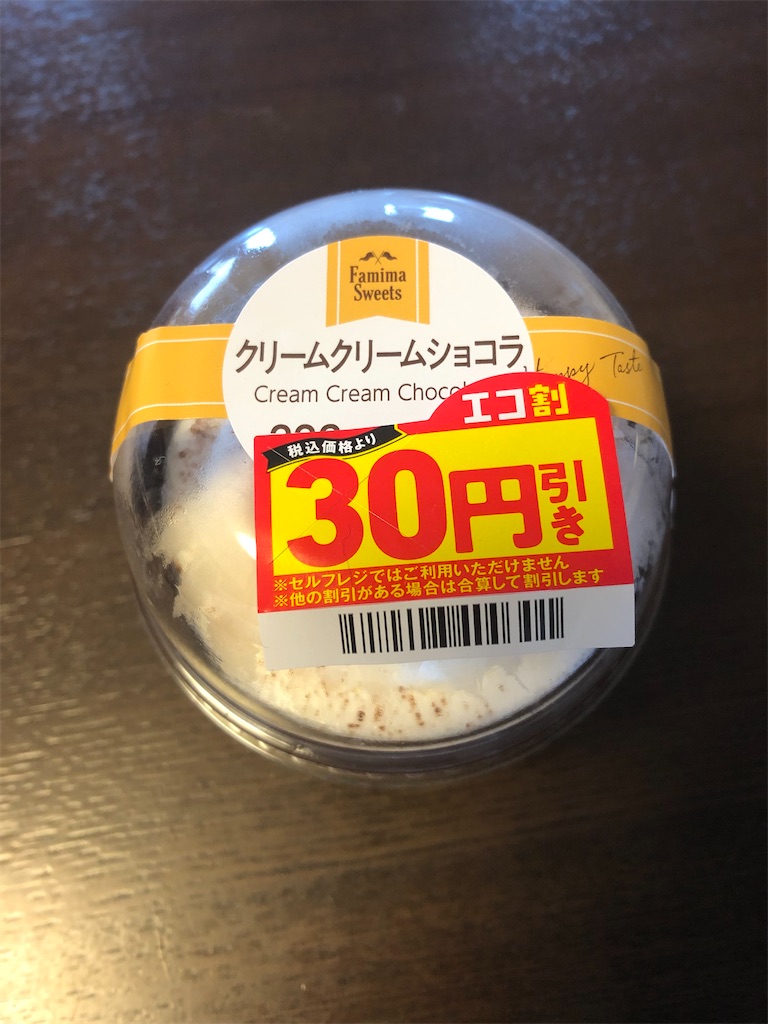 Famima
Sweets
クリームクリームショコラ
Happy Taste
Cream Cream
エコ割
税込価格より
30円引き
※セルフレジではご利用いただけません
※他の割引がある場合は合算して割引します